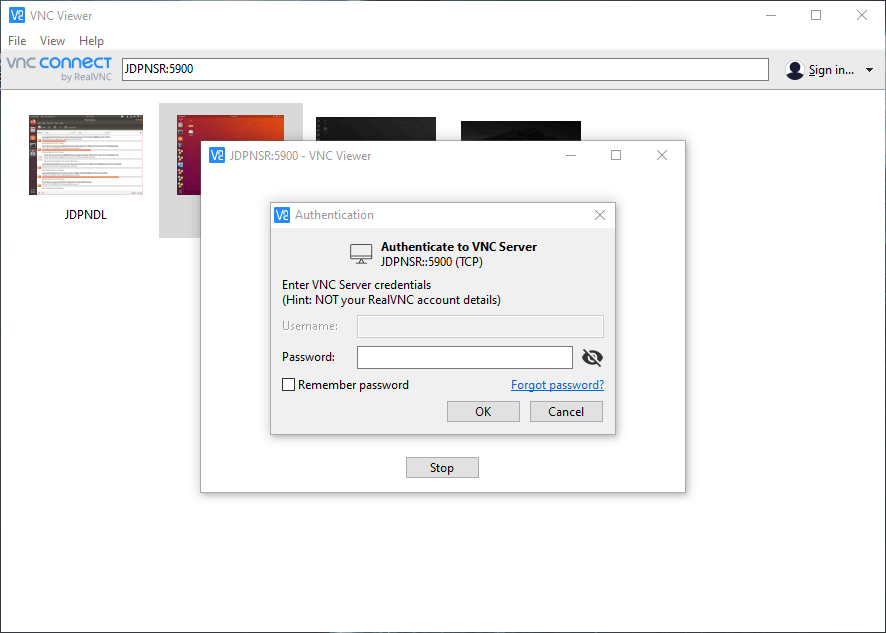 VNC Viewer
File View Help
vnc connect
by RealVNC
JDPNSR:5900
Sign in...
JDPNDL
JDPNSR:5900 - VNC Viewer
Authentication
Authenticate to VNC Server
JDPNSR::5900 (TCP)
Enter VNC Server credentials
(Hint: NOT your RealVNC account details)
Username:
Password:
Remember password
Forgot password?
OK
Cancel
Stop